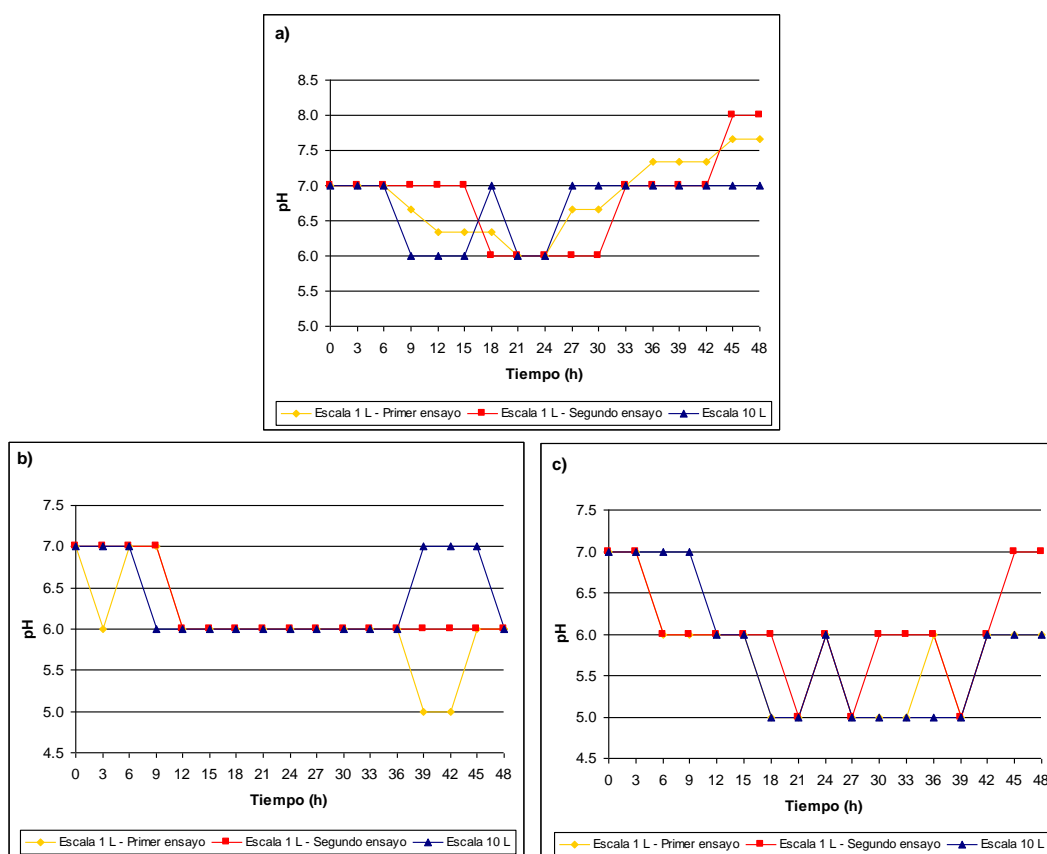 a)
8.5
8.0
7.5
7.0
6.5
6.0
5.5
5.0
pH
0 3 6 9 12 15 18 21 24 27 30 33 36 39 42 45 48
Tiempo (h)
Escala 1 L - Primer ensayo Escala 1 L - Segundo ensayo Escala 10 L
b)
7.5
7.0
6.5
6.0
5.5
5.0
4.5
pH
0 3 6 9 12 15 18 21 24 27 30 33 36 39 42 45 48
Tiempo (h)
Escala 1 L - Primer ensayo Escala 1 L - Segundo ensayo Escala 10 L
c)
7.5
7.0
6.5
6.0
5.5
5.0
4.5
pH
0 3 6 9 12 15 18 21 24 27 30 33 36 39 42 45 48
Tiempo (h)
Escala 1 L - Primer ensayo Escala 1 L - Segundo ensayo Escala 10 L